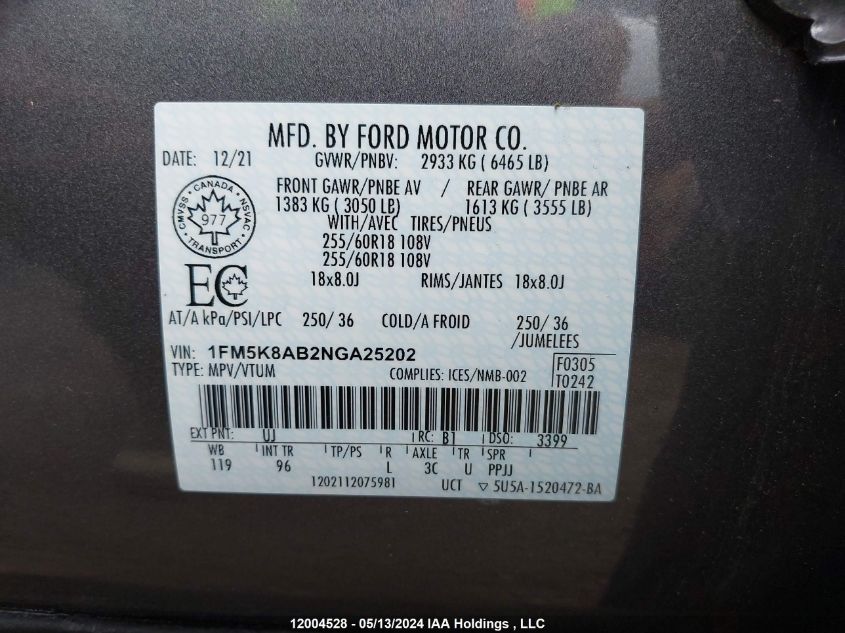 MFD. BY FORD MOTOR CO.
DATE: 12/21 GVWR/PNBV: 2933 KG ( 6465 LB)
FRONT GAWR/PNBE AV / REAR GAWR/ PNBE AR
1383 KG ( 3050 LB) 1613 KG ( 3555 LB)
WITH/AVEC TIRES/PNEUS
255/60R18 108V
255/60R18 108V
18x8.0J RIMS/JANTES 18x8.0J
CANADA
CMVSS NSVAC
977
TRANSPORT
EC
AT/A kPa/PSI/LPC 250/ 36 COLD/A FROID 250/ 36
/JUMELEES
VIN: 1FM5K8AB2NGA25202
TYPE: MPV/VTUM COMPLIES: ICES/NMB-002
F0305
T0242
EXT PNT: UJ RC: B1 DSO: 3399
WB INT TR TP/PS R AXLE TR SPR
119 96 L 3C U PPJJ
1202112075981 UCT ▽ 5U5A-1520472-BA
12004528 - 05/13/2024 IAA Holdings , LLC